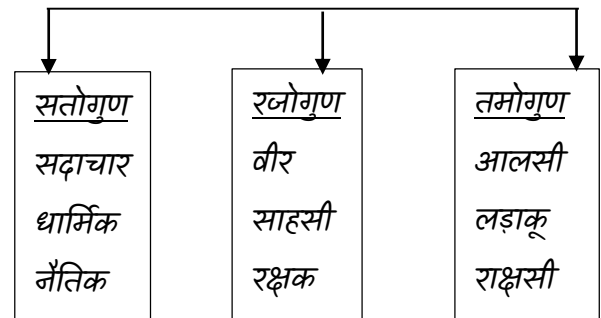 सतोगुण
सदाचार
धार्मिक
नैतिक
रजोगुण
वीर
साहसी
रक्षक
तमोगुण
आलसी
लड़ाकू
राक्षसी